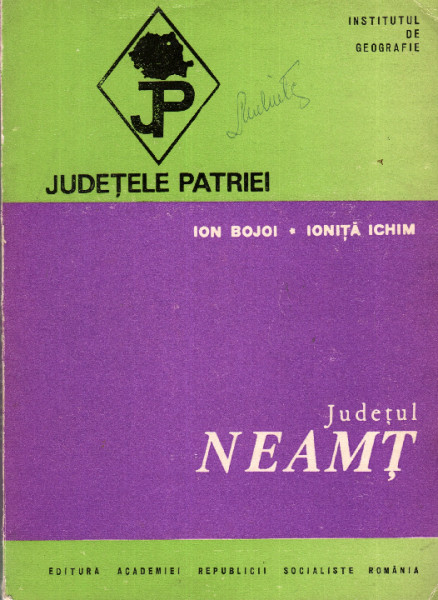 INSTITUTUL
DE
GEOGRAFIE
JP
JUDEȚELE PATRIEI
ION BOJOI • IONIȚĂ ICHIM
Județul
NEAMȚ
EDITURA ACADEMIEI REPUBLICII SOCIALISTE ROMÂNIA